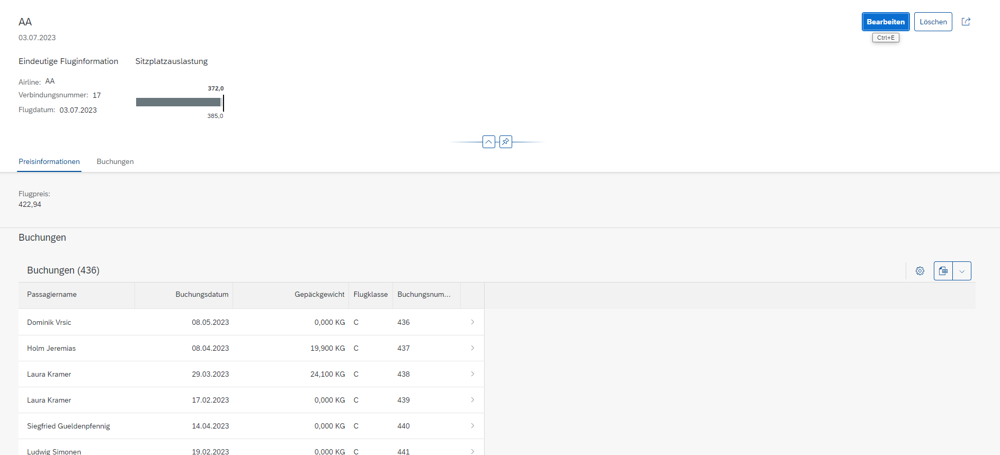 AA
Bearbeiten Löschen
03.07.2023
Ctrl+E
Eindeutige Fluginformation Sitzplatzauslastung
Airline: AA
372,0
Verbindungsnummer: 17
Flugdatum: 03.07.2023
385,0
Preisinformationen Buchungen
Flugpreis:
422,94
Buchungen
Buchungen (436)
Passagiername Buchungsdatum Gepäckgewicht Flugklasse Buchungsnum...
Dominik Vrsic 08.05.2023 0,000 KG C 436
Holm Jeremias 08.04.2023 19,900 KG C 437
Laura Kramer 29.03.2023 24,100 KG C 438
Laura Kramer 17.02.2023 0,000 KG C 439
Siegfried Gueldenpfennig 14.04.2023 0,000 KG C 440
Ludwig Simonen 19.02.2023 0,000 KG C 441